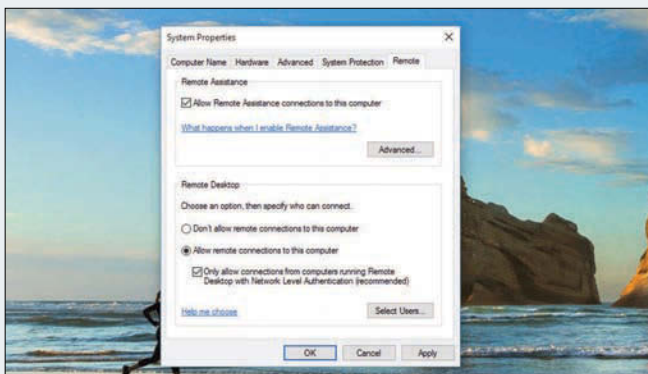 System Properties
Computer Name Hardware Advanced System Protection Remote
Remote Assistance
Allow Remote Assistance connections to this computer
What happens when I enable Remote Assistance?
Advanced...
Remote Desktop
Choose an option, then specify who can connect.
Don't allow remote connections to this computer
Allow remote connections to this computer
Only allow connections from computers running Remote
Desktop with Network Level Authentication (recommended)
Help me choose
Select Users...
OK Cancel Apply